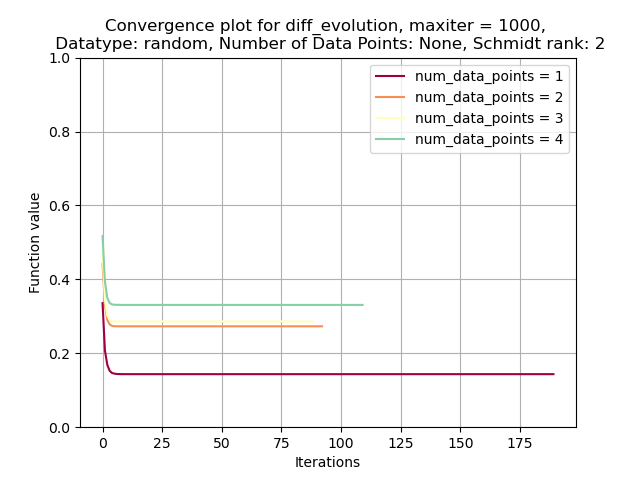 Convergence plot for diff_evolution, maxiter = 1000,
Datatype: random, Number of Data Points: None, Schmidt rank: 2
1.0
0.8
0.6
0.4
0.2
0.0
Function value
num_data_points = 1
num_data_points = 2
num_data_points = 3
num_data_points = 4
0 25 50 75 100 125 150 175
Iterations